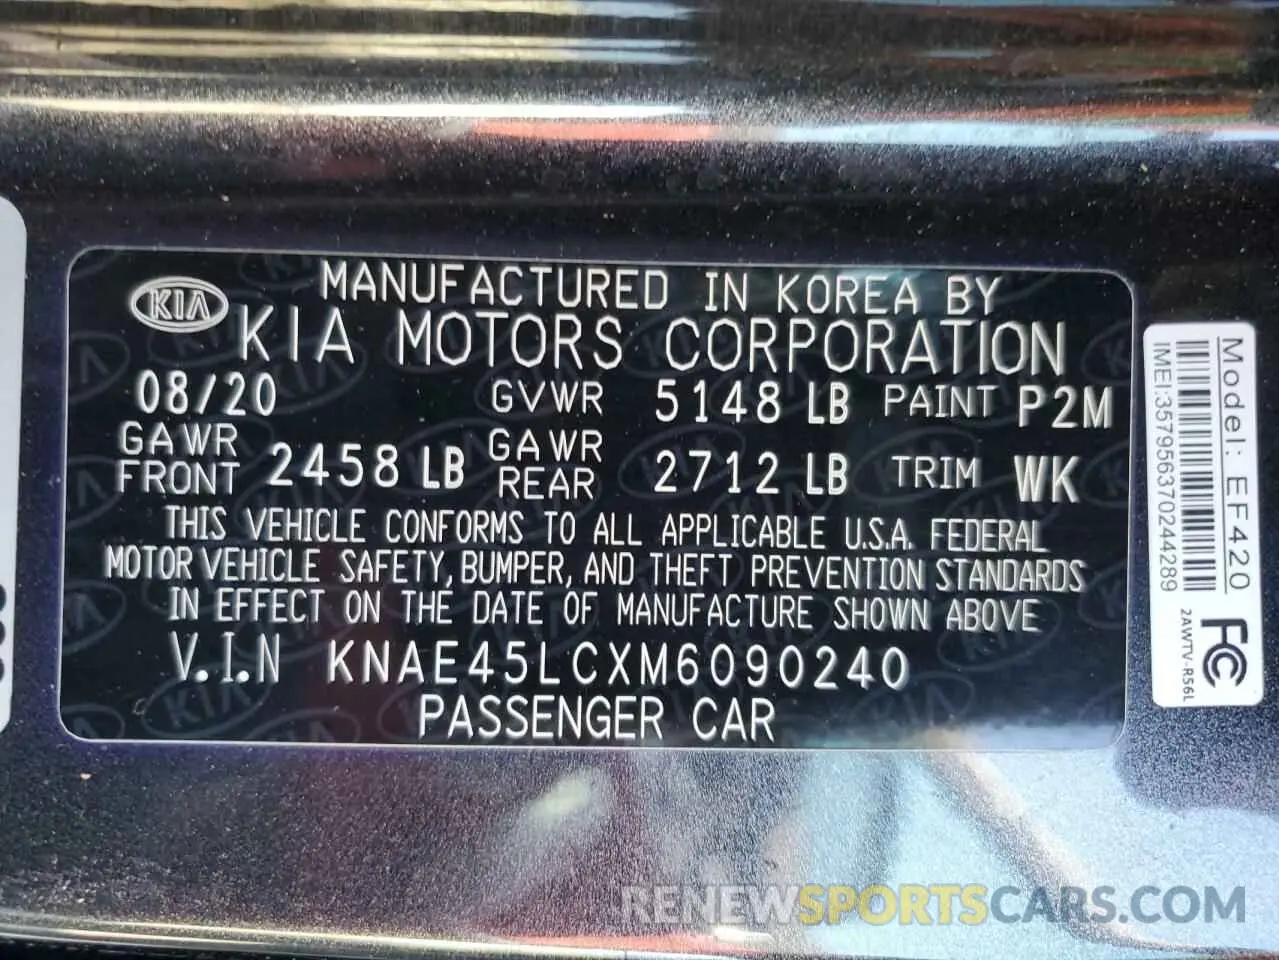 MANUFACTURED IN KOREA BY
KIA
KIA MOTORS CORPORATION
08/20 GVWR 5148 LB PAINT P2M
GAWR FRONT 2458 LB GAWR REAR 2712 LB TRIM WK
THIS VEHICLE CONFORMS TO ALL APPLICABLE U.S.A. FEDERAL
MOTOR VEHICLE SAFETY, BUMPER, AND THEFT PREVENTION STANDARDS
IN EFFECT ON THE DATE OF MANUFACTURE SHOWN ABOVE
V.I.N KNAE45LCXM6090240
PASSENGER CAR
Model: EF420
IMEI:357956370244289
FC
2AWTV-R56L
RENEWSPORTSCARS.COM